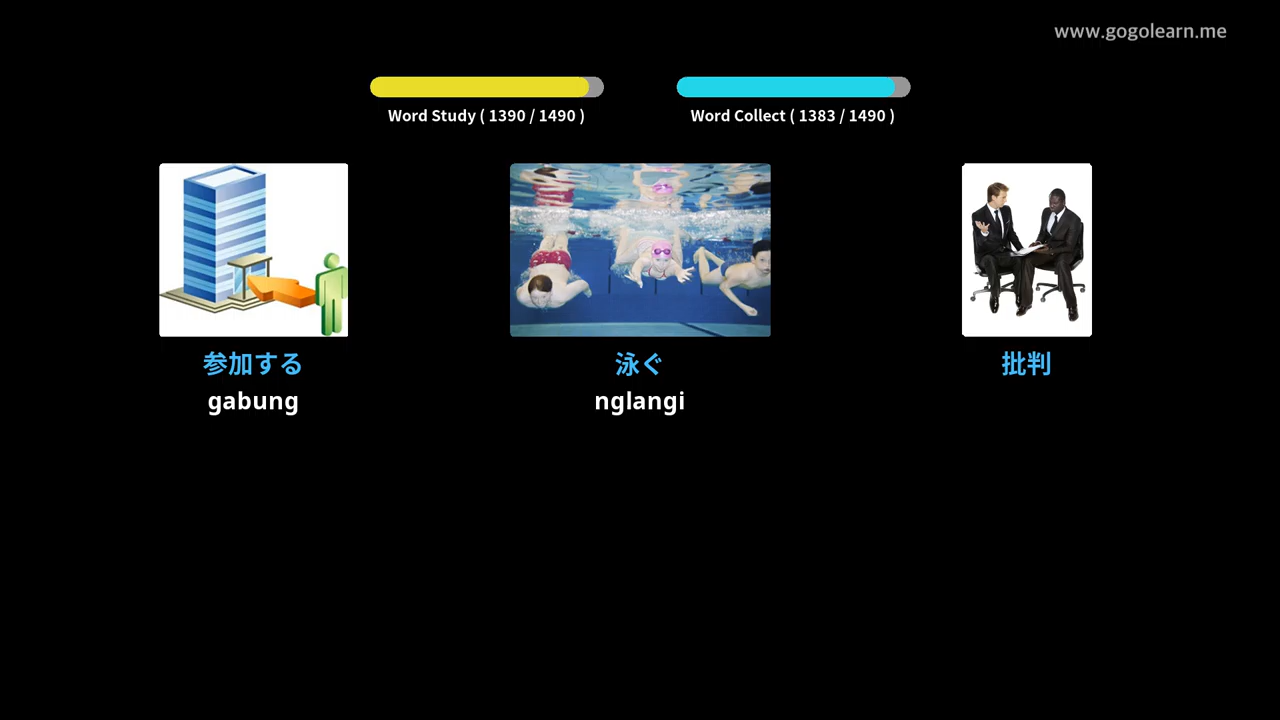 www.gogolearn.me
Word Study ( 1390 / 1490 )
Word Collect ( 1383 / 1490 )
参加する
泳ぐ
批判
gabung
nglangi